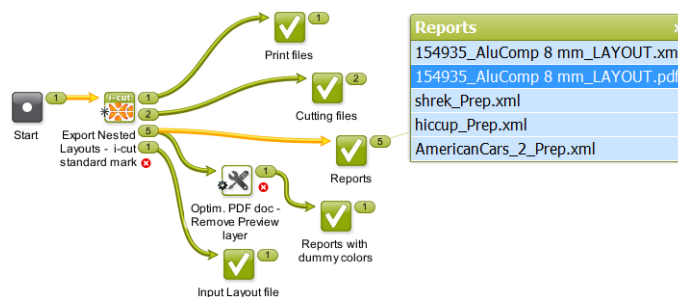 1
Print files
Reports
×
154935_AluComp 8 mm_LAYOUT.xm
154935_AluComp 8 mm_LAYOUT.pdf
shrek_Prep.xml
hiccup_Prep.xml
AmericanCars_2_Prep.xml
1
Start
i-cut
1
2
5
1
Export Nested
Layouts - i-cut
standard mark
2
Cutting files
5
Reports
1
Optim. PDF doc -
Remove Preview
layer
1
Reports with
dummy colors
1
Input Layout file